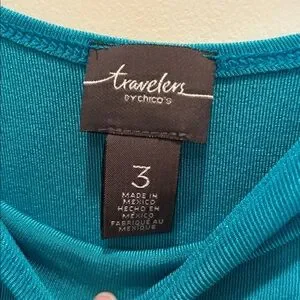 travelers
BY CHICO'S
3
MADE IN
MEXICO
HECHO EN
MÉXICO
FABRIQUÉ AU
MEXIQUE